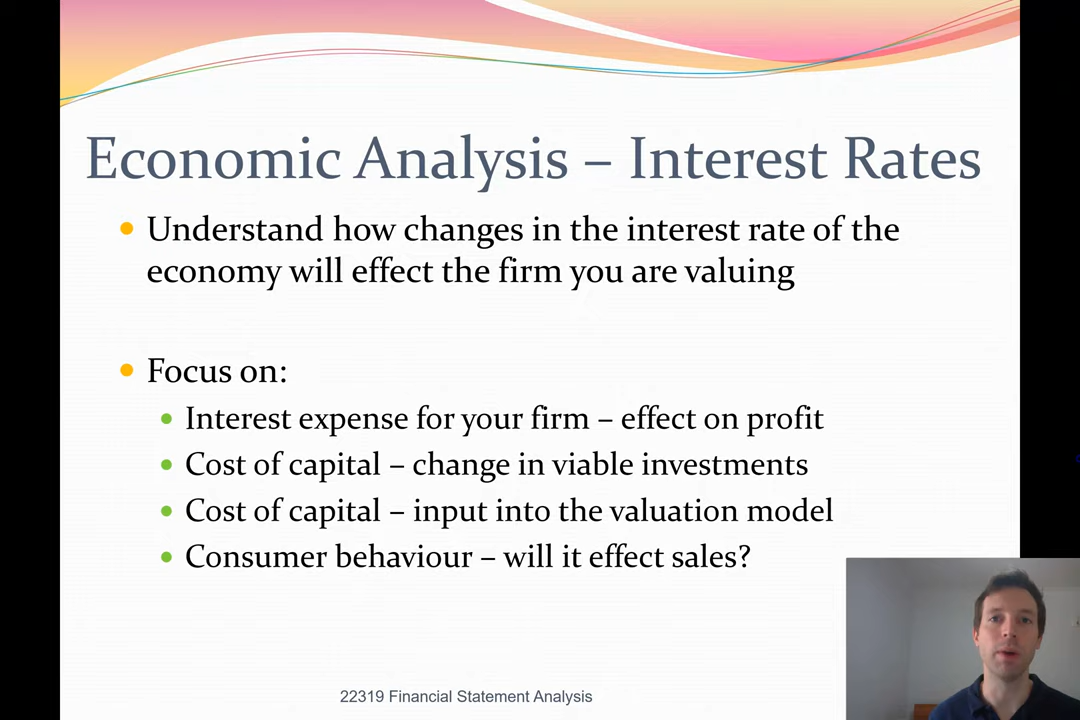 Economic Analysis – Interest Rates
Understand how changes in the interest rate of the
economy will effect the firm you are valuing
Focus on:
Interest expense for your firm – effect on profit
Cost of capital – change in viable investments
Cost of capital – input into the valuation model
Consumer behaviour – will it effect sales?
22319 Financial Statement Analysis